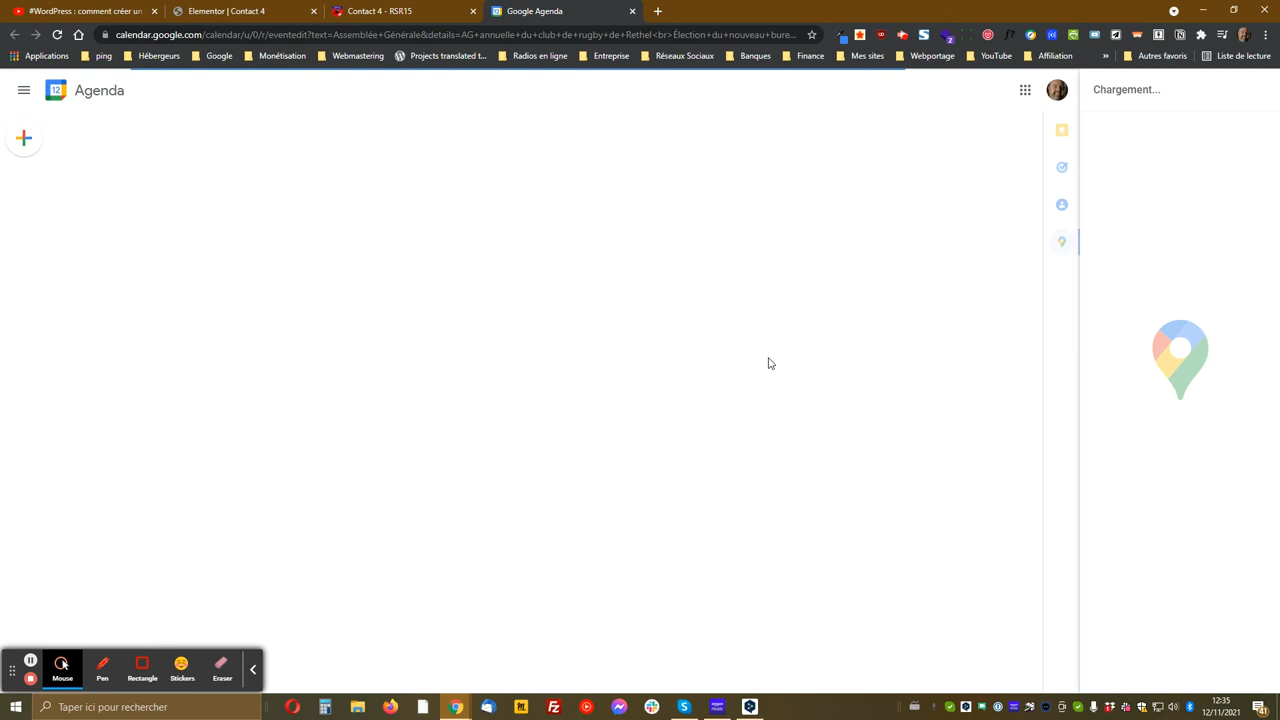 #WordPress : comment créer un
Elementor | Contact 4
Contact 4 - RSR15
Google Agenda
calendar.google.com/calendar/u/0/r/eventedit?text=Assemblée+Générale&details=AG+annuelle+du+club+de+rugby+de+Rethel<br>Élection+du+nouveau+bure...
Applications
ping
Hébergeurs
Google
Monétisation
Webmastering
Projects translated t...
Radios en ligne
Entreprise
Réseaux Sociaux
Banques
Finance
Mes sites
Webportage
YouTube
Affiliation
»
Autres favoris
Liste de lecture
12
Agenda
Chargement...
Mouse
Pen
Rectangle
Stickers
Eraser
Taper ici pour rechercher
12:35
12/11/2021